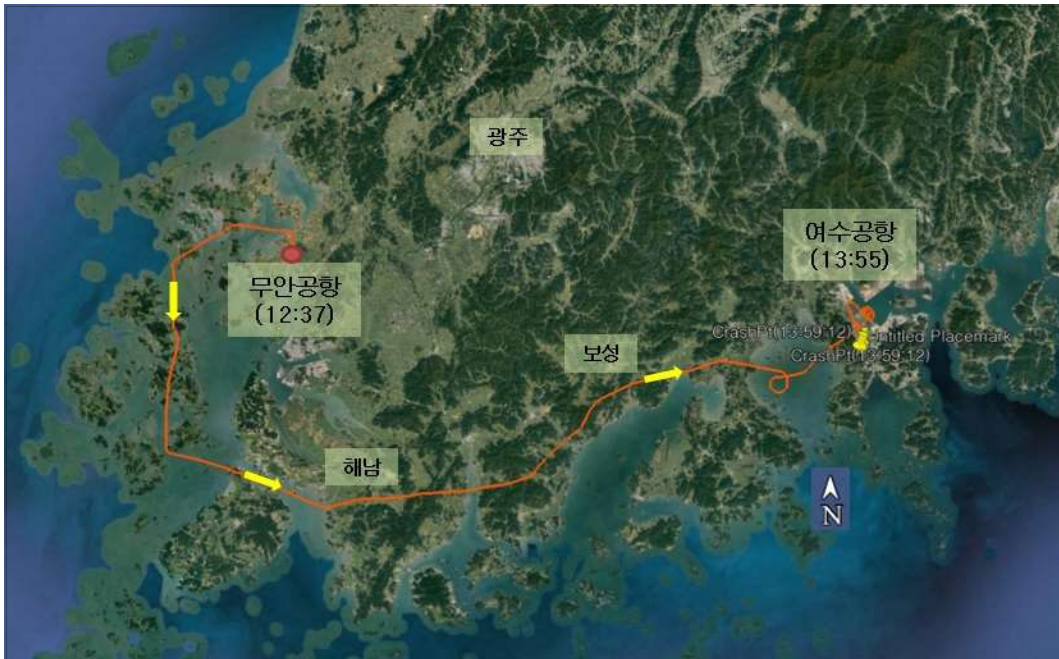 광주
여수공항
(13:55)
무안공항
(12:37)
CrashPt(13:59:12)
Untitled Placemark
CrashPt(13:59:12)
보성
해남
N